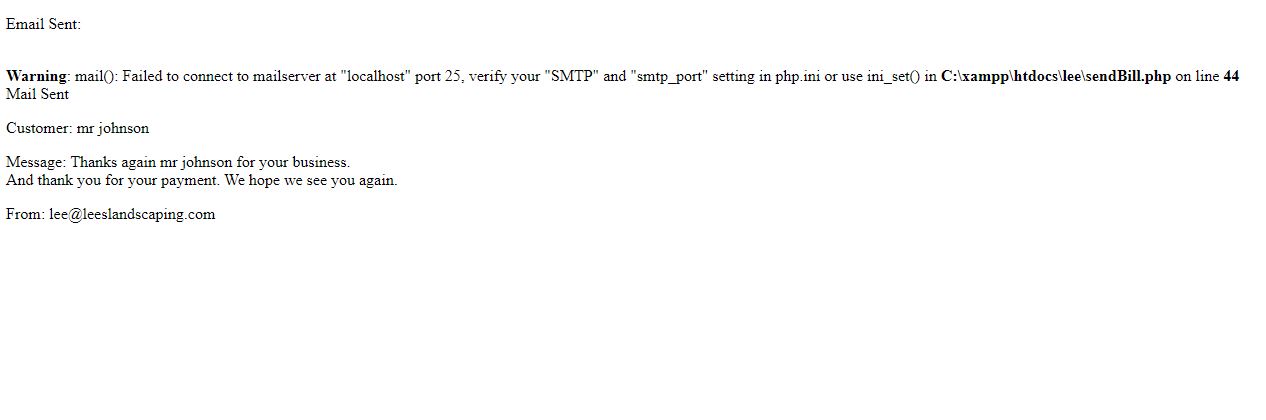 Email Sent:
Warning: mail(): Failed to connect to mailserver at "localhost" port 25, verify your "SMTP" and "smtp_port" setting in php.ini or use ini_set() in C:\xampp\htdocs\lee\sendBill.php on line 44
Mail Sent
Customer: mr johnson
Message: Thanks again mr johnson for your business.
And thank you for your payment. We hope we see you again.
From: lee@leeslandscaping.com